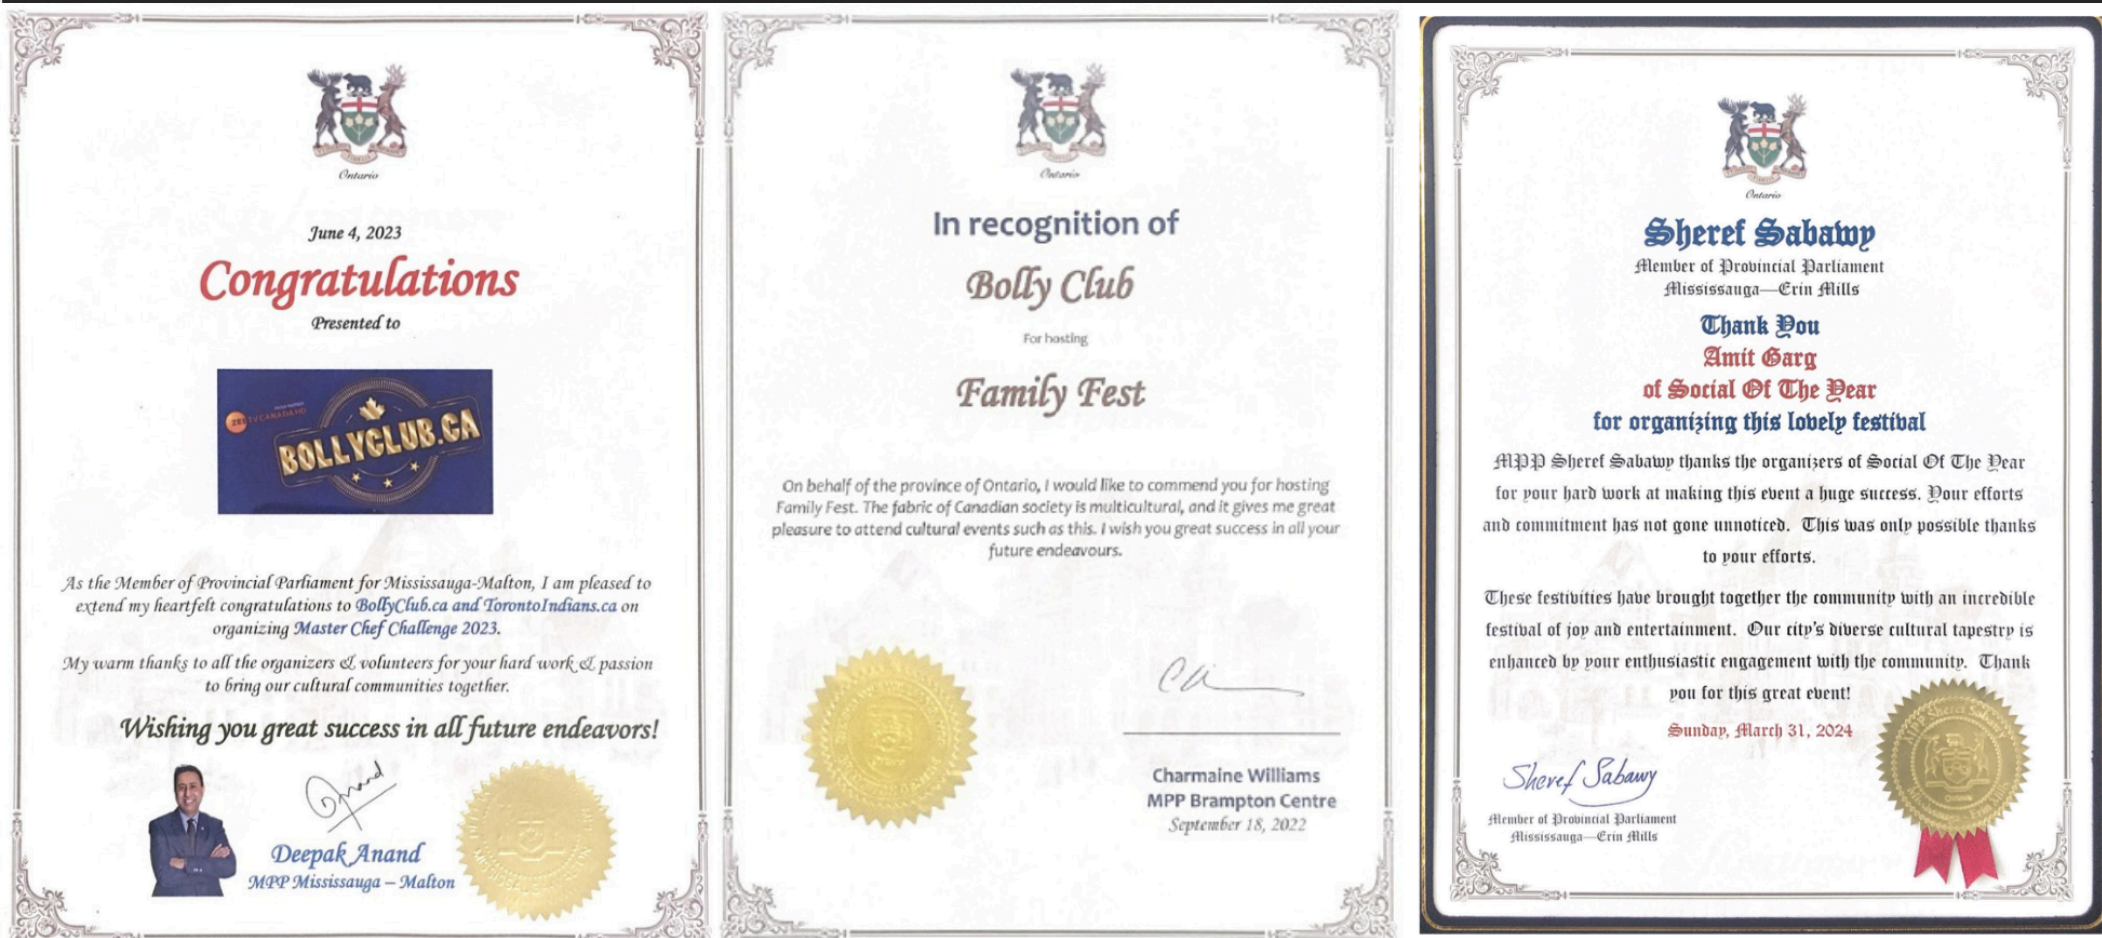 Ontario
June 4, 2023
Congratulations
Presented to
ZEE TV CANADA HD
BOLLYCLUB.CA
As the Member of Provincial Parliament for Mississauga-Malton, I am pleased to
extend my heartfelt congratulations to BollyClub.ca and TorontoIndians.ca on
organizing Master Chef Challenge 2023.
My warm thanks to all the organizers & volunteers for your hard work & passion
to bring our cultural communities together.
Wishing you great success in all future endeavors!
Anand
Deepak Anand
MPP Mississauga – Malton
Ontario
In recognition of
Bolly Club
For hosting
Family Fest
On behalf of the province of Ontario, I would like to commend you for hosting
Family Fest. The fabric of Canadian society is multicultural, and it gives me great
pleasure to attend cultural events such as this. I wish you great success in all your
future endeavours.
Charmaine Williams
MPP Brampton Centre
September 18, 2022
Ontario
Sheref Sabawy
Member of Provincial Parliament
Mississauga—Erin Mills
Thank You
Amit Garg
of Social Of The Year
for organizing this lovely festival
MPP Sheref Sabawy thanks the organizers of Social Of The Year
for your hard work at making this event a huge success. Your efforts
and commitment has not gone unnoticed. This was only possible thanks
to your efforts.
These festivities have brought together the community with an incredible
festival of joy and entertainment. Our city's diverse cultural tapestry is
enhanced by your enthusiastic engagement with the community. Thank
you for this great event!
Sunday, March 31, 2024
Sheref Sabawy
Member of Provincial Parliament
Mississauga—Erin Mills
MPP Sheref Sabawy